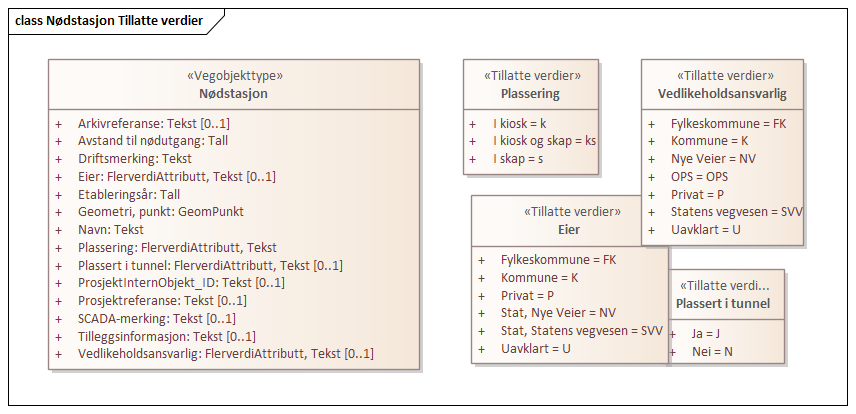 class Nødstasjon Tillatte verdier
«Vegobjekttype»
Nødstasjon
+ Arkivreferanse: Tekst [0..1]
+ Avstand til nødutgang: Tall
+ Driftsmerking: Tekst
+ Eier: FlerverdiAttributt, Tekst [0..1]
+ Etableringsår: Tall
+ Geometri, punkt: GeomPunkt
+ Navn: Tekst
+ Plassering: FlerverdiAttributt, Tekst
+ Plassert i tunnel: FlerverdiAttributt, Tekst [0..1]
+ ProsjektInternObjekt_ID: Tekst [0..1]
+ Prosjektreferanse: Tekst [0..1]
+ SCADA-merking: Tekst [0..1]
+ Tilleggsinformasjon: Tekst [0..1]
+ Vedlikeholdsansvarlig: FlerverdiAttributt, Tekst [0..1]
«Tillatte verdier»
Plassering
+ I kiosk = k
+ I kiosk og skap = ks
+ I skap = s
«Tillatte verdier»
Vedlikeholdsansvarlig
+ Fylkeskommune = FK
+ Kommune = K
+ Nye Veier = NV
+ OPS = OPS
+ Privat = P
+ Statens vegvesen = SVV
+ Uavklart = U
«Tillatte verdier»
Eier
+ Fylkeskommune = FK
+ Kommune = K
+ Privat = P
+ Stat, Nye Veier = NV
+ Stat, Statens vegvesen = SVV
+ Uavklart = U
«Tillatte verdi...
Plassert i tunnel
+ Ja = J
+ Nei = N